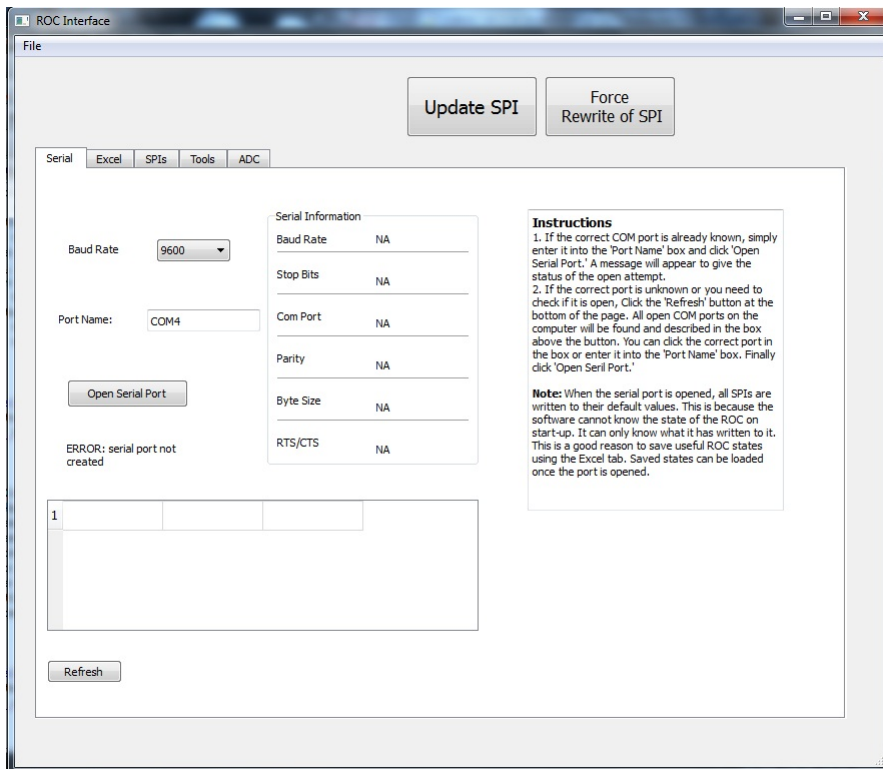 ROC Interface
File
Update SPI
Force
Rewrite of SPI
Serial Excel SPIs Tools ADC
Baud Rate 9600
Port Name: COM4
Open Serial Port
ERROR: serial port not
created
Serial Information
Baud Rate NA
Stop Bits NA
Com Port NA
Parity NA
Byte Size NA
RTS/CTS NA
Instructions
1. If the correct COM port is already known, simply
enter it into the 'Port Name' box and click 'Open
Serial Port.' A message will appear to give the
status of the open attempt.
2. If the correct port is unknown or you need to
check if it is open, Click the 'Refresh' button at the
bottom of the page. All open COM ports on the
computer will be found and described in the box
above the button. You can click the correct port in
the box or enter it into the 'Port Name' box. Finally
click 'Open Seril Port.'
Note: When the serial port is opened, all SPIs are
written to their default values. This is because the
software cannot know the state of the ROC on
start-up. It can only know what it has written to it.
This is a good reason to save useful ROC states
using the Excel tab. Saved states can be loaded
once the port is opened.
1
Refresh